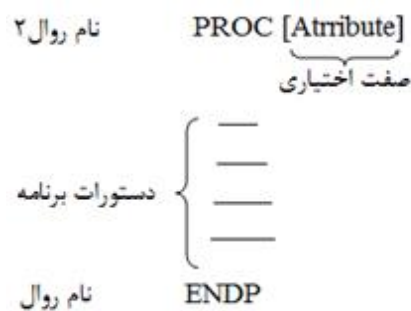 نام روال۲ PROC [Atrribute]
صفت اختیاری
دستورات برنامه
نام روال ENDP